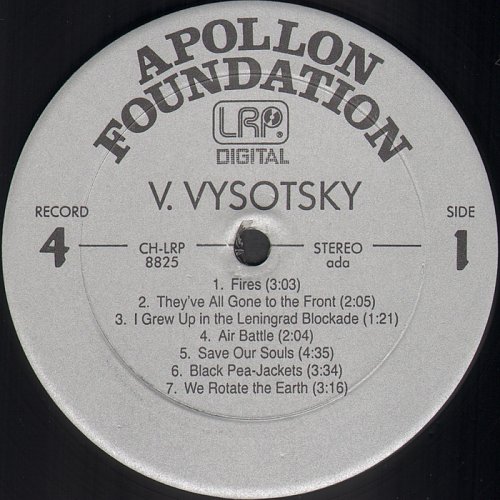 APOLLON
FOUNDATION
LRP
DIGITAL
V. VYSOTSKY
RECORD
4
CH-LRP
8825
STEREO
ada
SIDE
1
1. Fires (3:03)
2. They've All Gone to the Front (2:05)
3. I Grew Up in the Leningrad Blockade (1:21)
4. Air Battle (2:04)
5. Save Our Souls (4:35)
6. Black Pea-Jackets (3:34)
7. We Rotate the Earth (3:16)